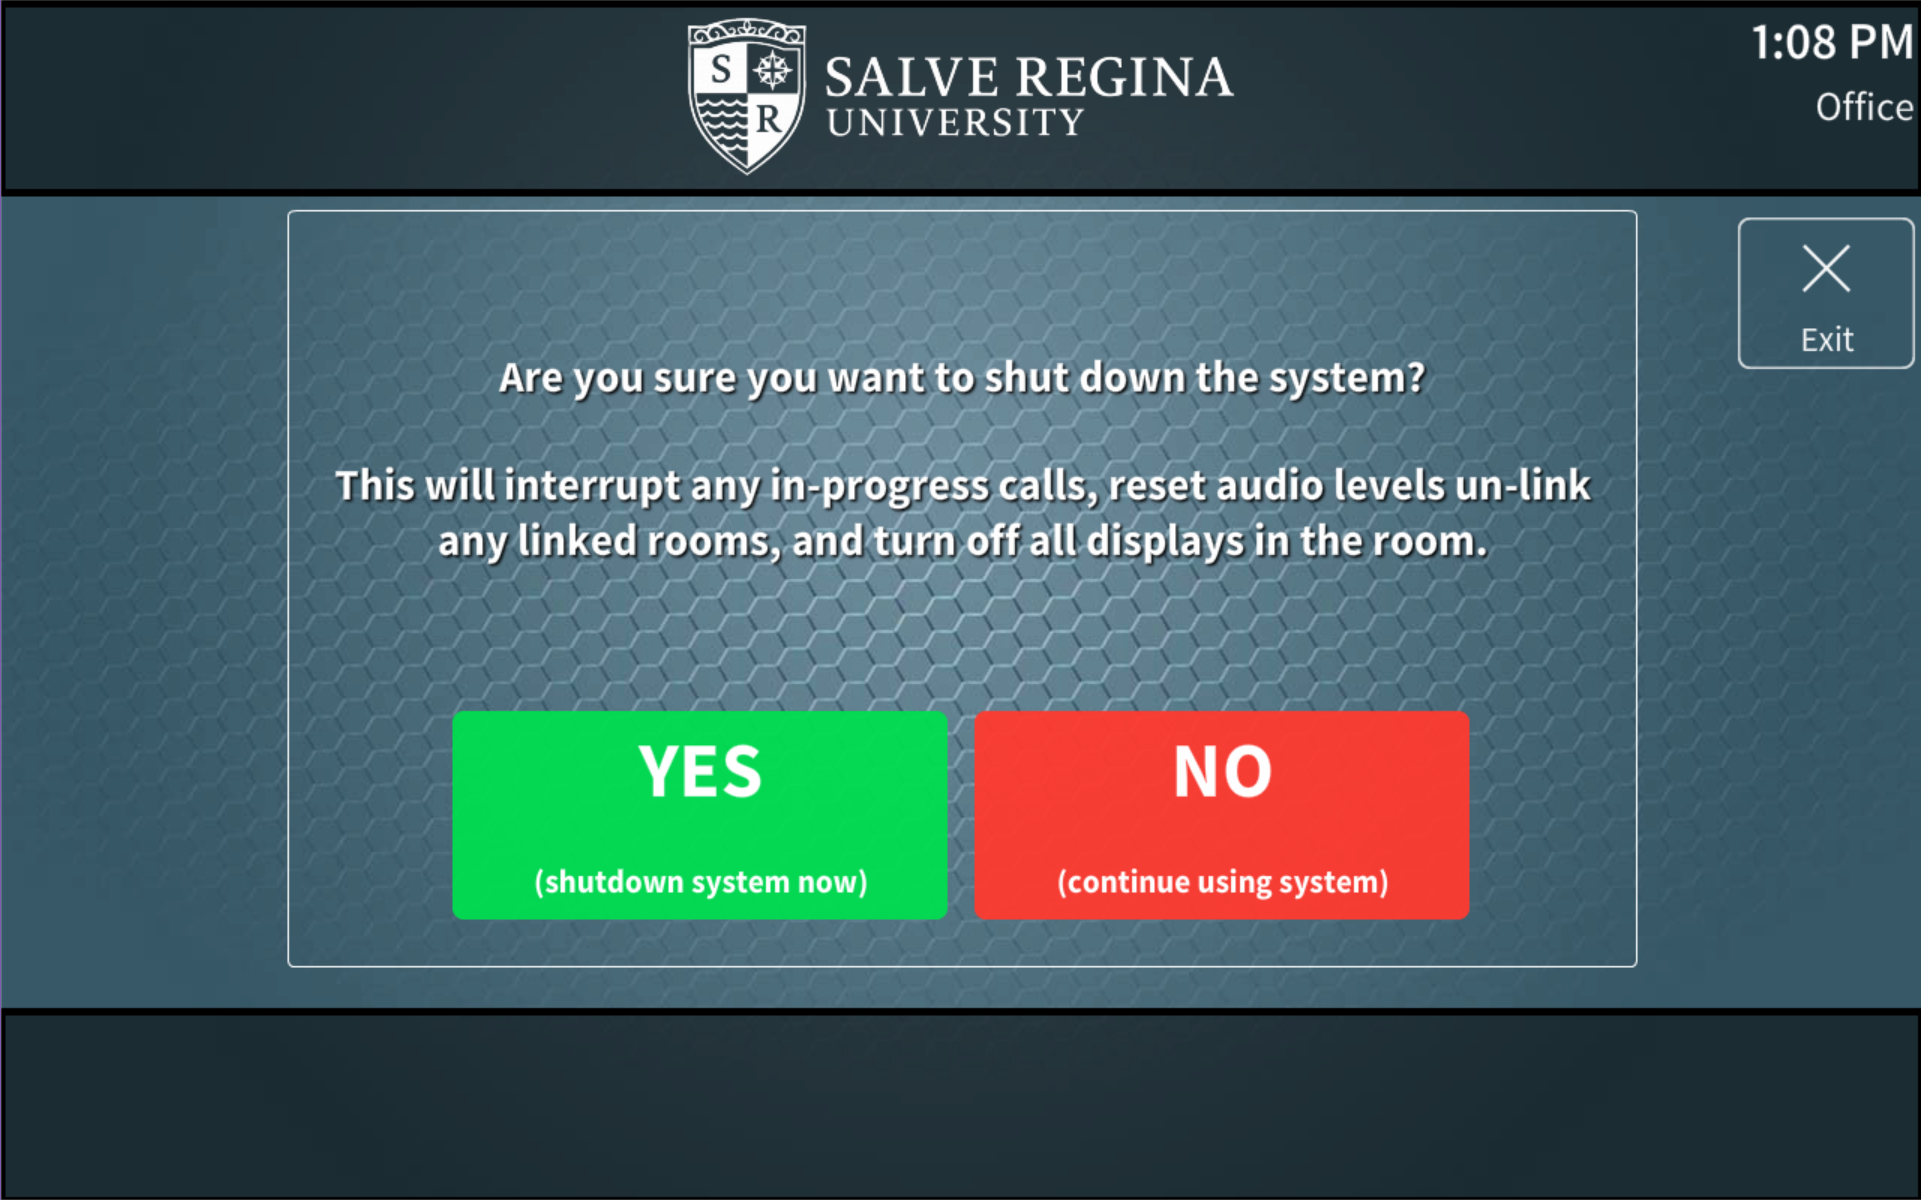 S
R
SALVE REGINA
UNIVERSITY
1:08 PM
Office
Exit
Are you sure you want to shut down the system?
This will interrupt any in-progress calls, reset audio levels un-link
any linked rooms, and turn off all displays in the room.
YES
(shutdown system now)
NO
(continue using system)